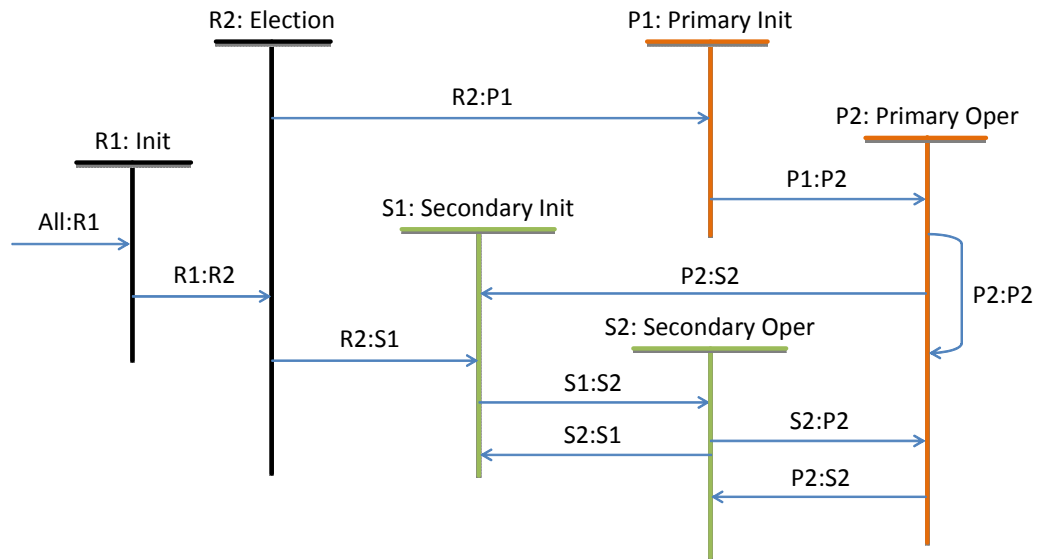 R2: Election
P1: Primary Init
R2:P1
P2: Primary Oper
R1: Init
P1:P2
S1: Secondary Init
All:R1
R1:R2
P2:S2
P2:P2
S2: Secondary Oper
R2:S1
S1:S2
S2:P2
S2:S1
P2:S2